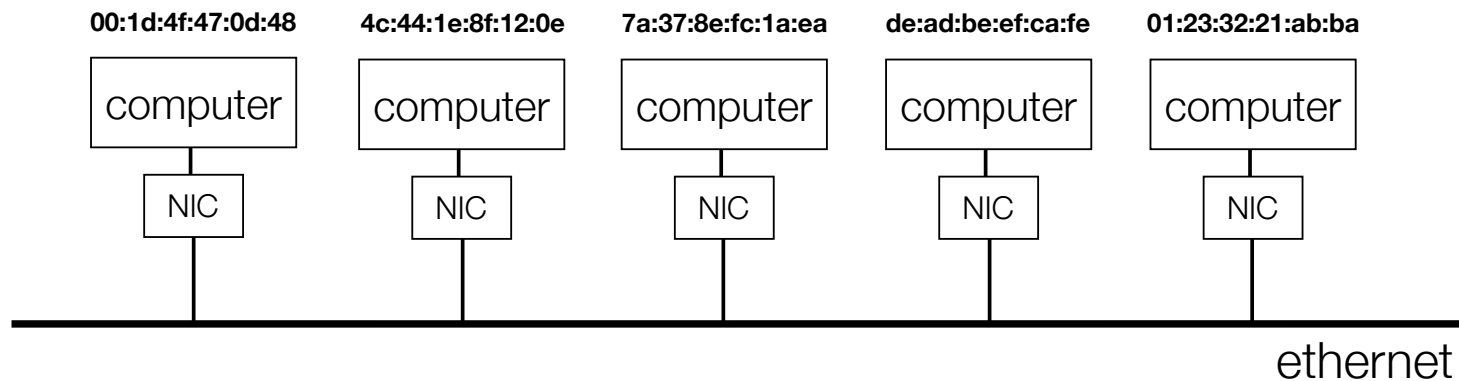 00:1d:4f:47:0d:48 4c:44:1e:8f:12:0e 7a:37:8e:fc:1a:ea de:ad:be:ef:ca:fe 01:23:32:21:ab:ba
computer computer computer computer computer
NIC NIC NIC NIC NIC
ethernet